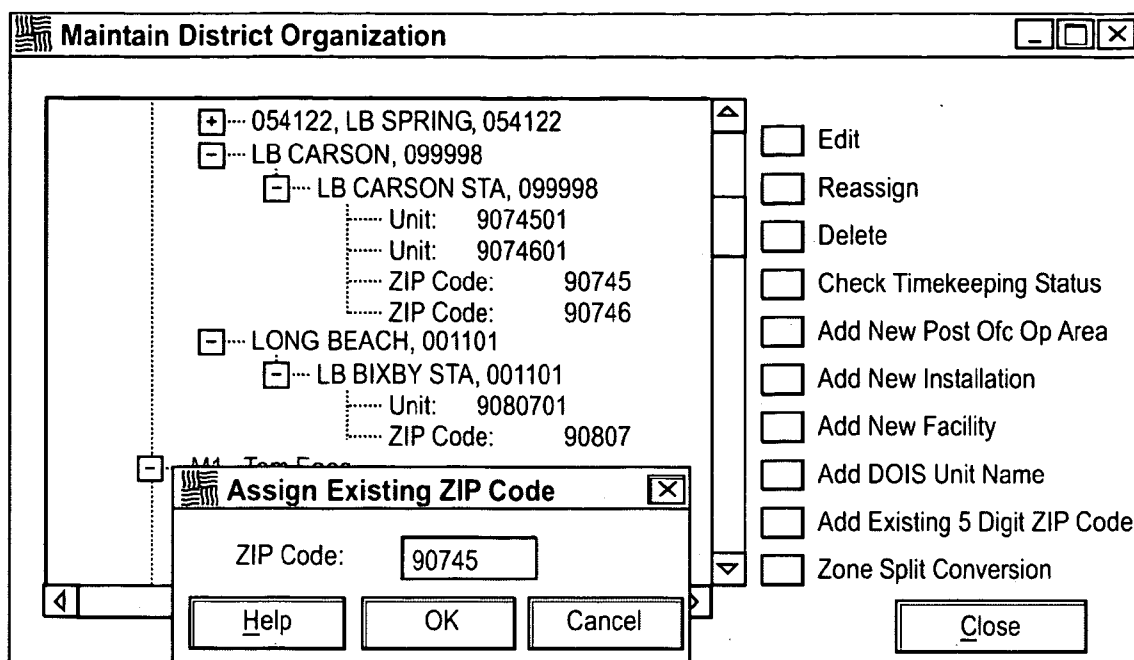 Maintain District Organization
054122, LB SPRING, 054122
LB CARSON, 099998
LB CARSON STA, 099998
Unit: 9074501
Unit: 9074601
ZIP Code: 90745
ZIP Code: 90746
LONG BEACH, 001101
LB BIXBY STA, 001101
Unit: 9080701
ZIP Code: 90807
Edit
Reassign
Delete
Check Timekeeping Status
Add New Post Ofc Op Area
Add New Installation
Add New Facility
Add DOIS Unit Name
Add Existing 5 Digit ZIP Code
Zone Split Conversion
Close
Assign Existing ZIP Code
ZIP Code: 90745
Help
OK
Cancel